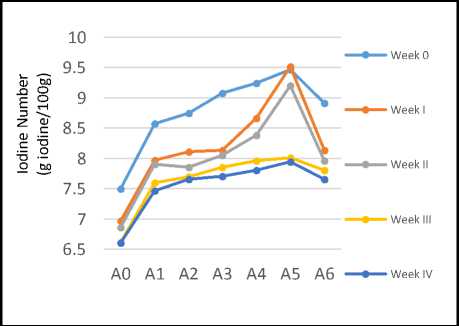 Iodine Number
(g iodine/100g)
10
9.5
9
8.5
8
7.5
7
6.5
A0 A1 A2 A3 A4 A5 A6
Week 0
Week I
Week II
Week III
Week IV